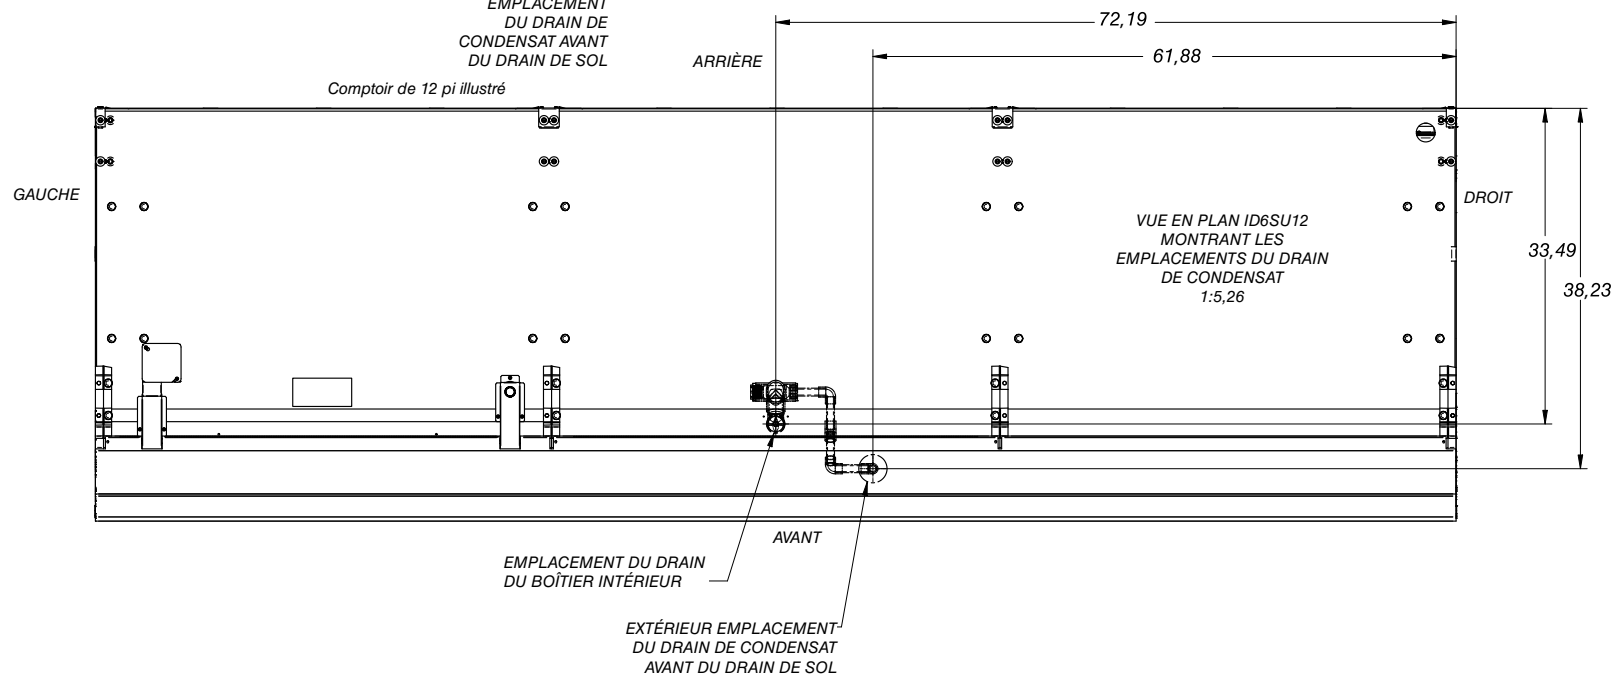 EMPLACEMENT
DU DRAIN DE
CONDENSAT AVANT
DU DRAIN DE SOL
72,19
61,88
ARRIÈRE
Comptoir de 12 pi illustré
GAUCHE
DROIT
VUE EN PLAN ID6SU12
MONTRANT LES
EMPLACEMENTS DU DRAIN
DE CONDENSAT
1:5,26
33,49
38,23
AVANT
EMPLACEMENT DU DRAIN
DU BOÎTIER INTÉRIEUR
EXTÉRIEUR EMPLACEMENT
DU DRAIN DE CONDENSAT
AVANT DU DRAIN DE SOL